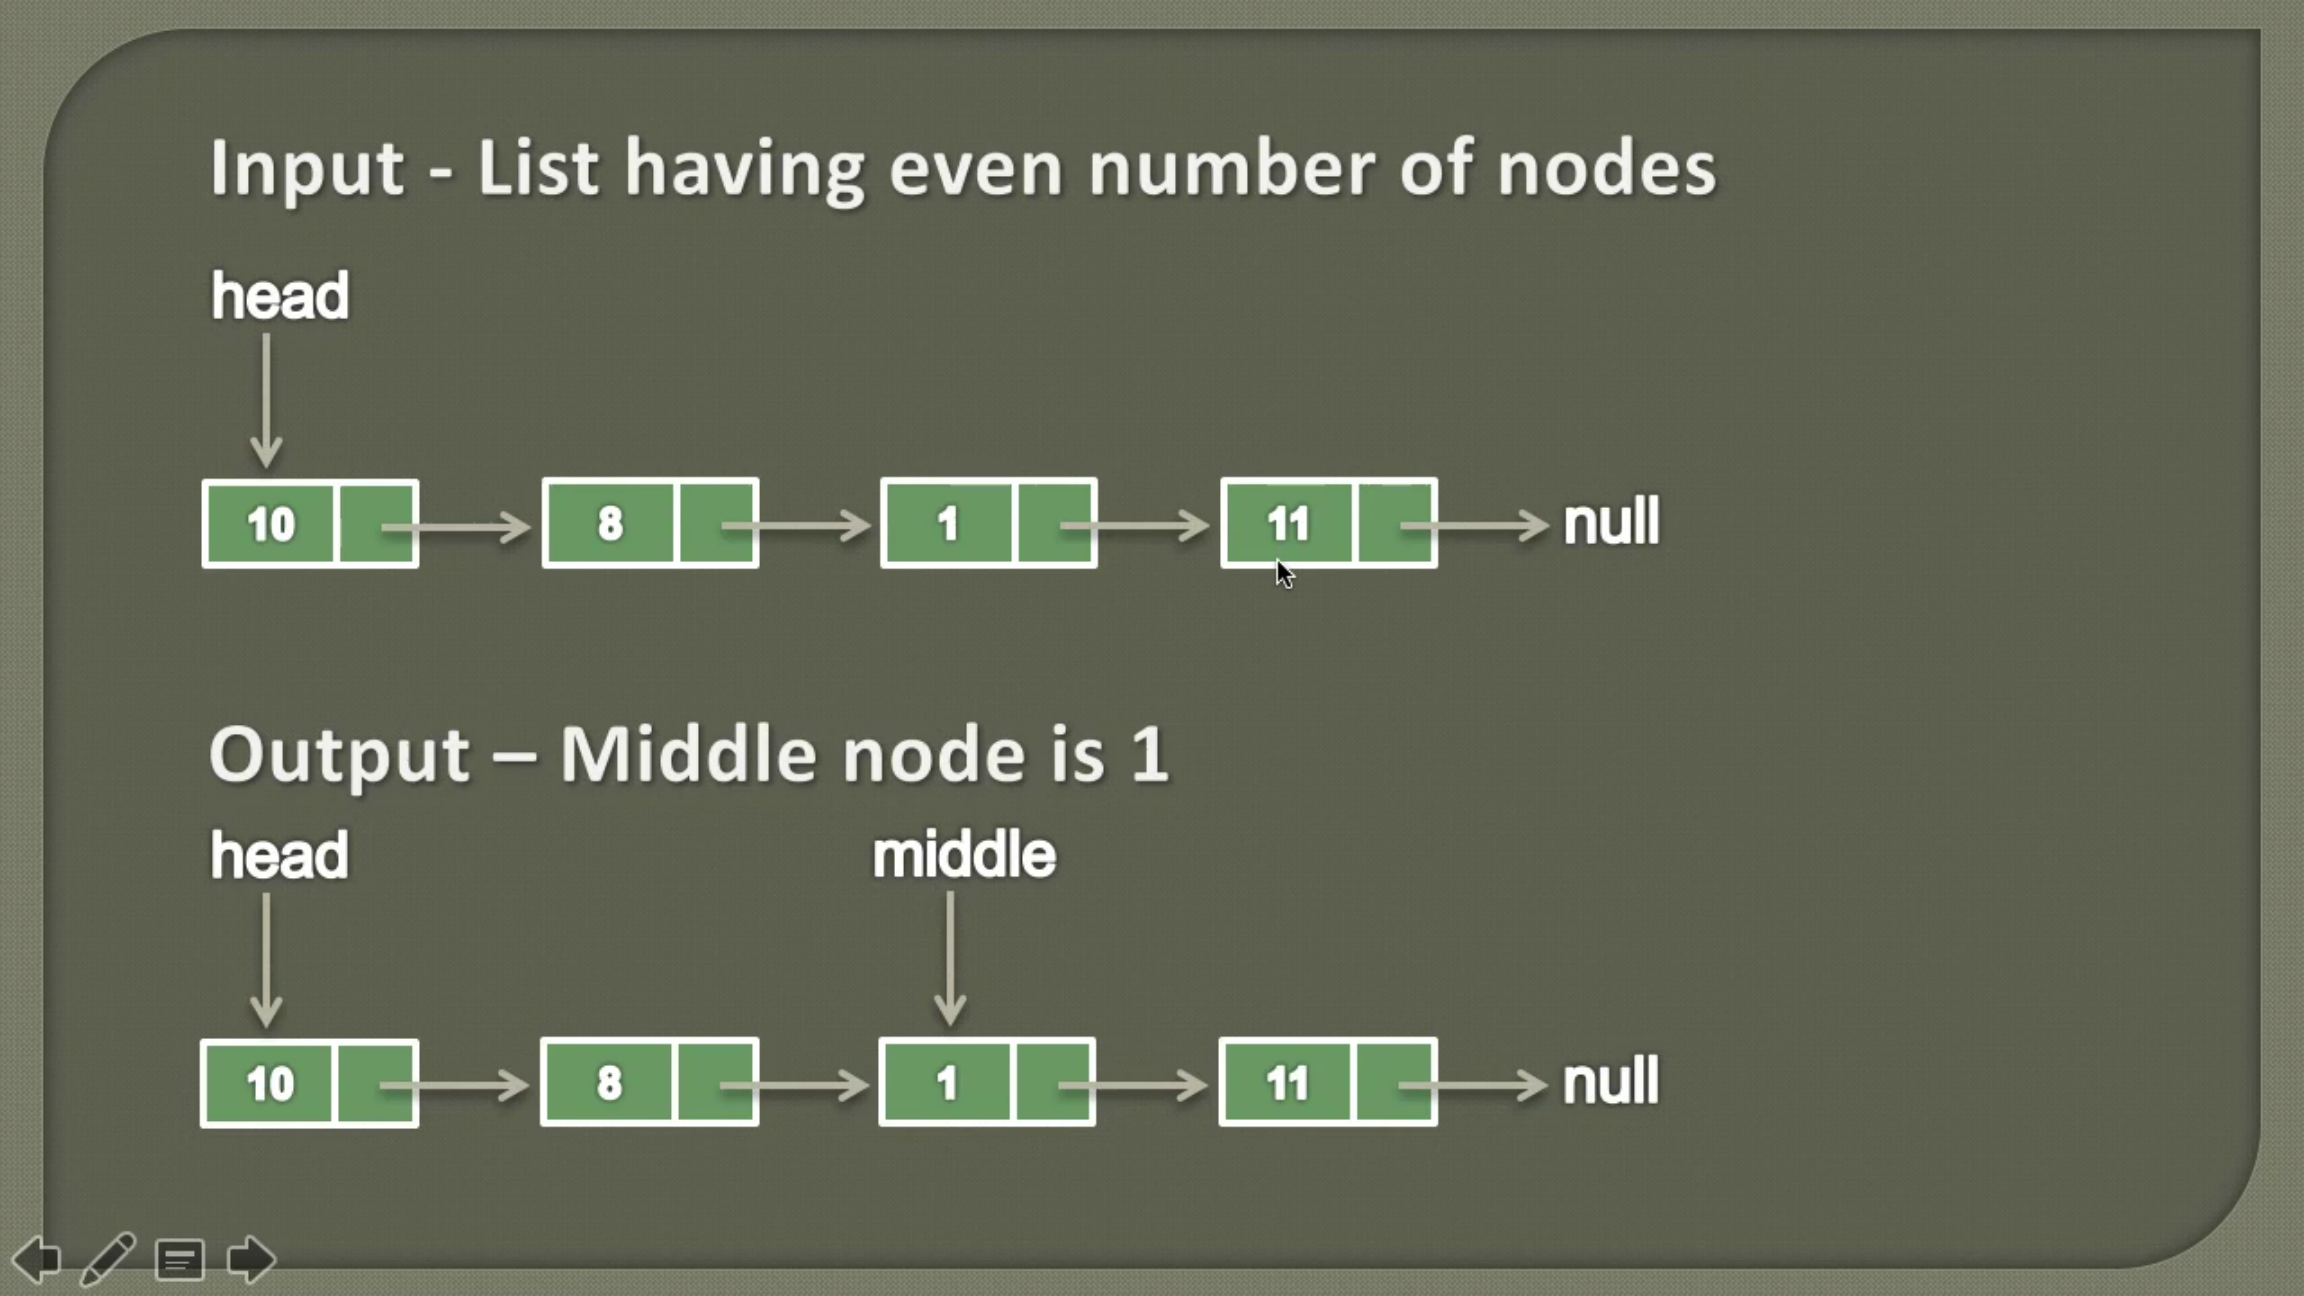 Input - List having even number of nodes
head
10 8 1 11 null
Output – Middle node is 1
head middle
10 8 1 11 null